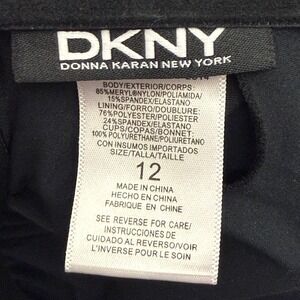 DKNY
DONNA KARAN NEW YORK
BODY/EXTERIOR/CORPS:
85%MERYL®NYLON/POLIAMIDA/
15%SPANDEX/ELASTANO
LINING/FORRO/DOUBLURE:
76%POLYESTER/POLIESTER
24%SPANDEX/ELASTANO
CUPS/COPAS/BONNET:
100% POLYURETHANE/POLIURETANO
CON INSUMOS IMPORTADOS
SIZE/TALLA/TAILLE
12
MADE IN CHINA
HECHO EN CHINA
FABRIQUE EN CHINE
SEE REVERSE FOR CARE/
INSTRUCCIONES DE
CUIDADO AL REVERSO/VOIR
L'INVERSE POUR LE SOIN